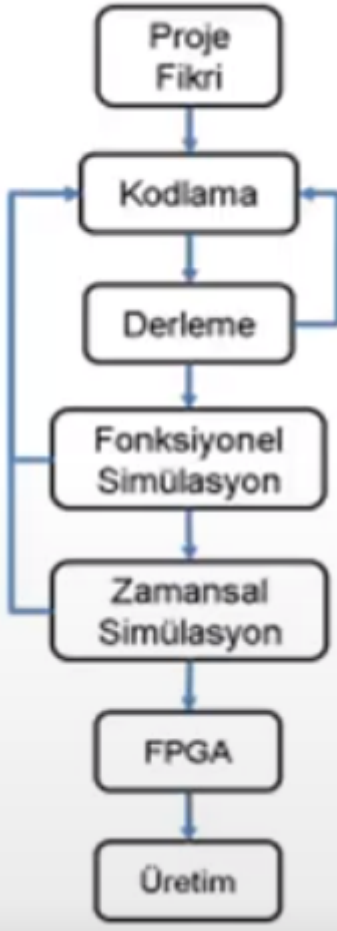 Proje
Fikri
Kodlama
Derleme
Fonksiyonel
Simülasyon
Zamansal
Simülasyon
FPGA
Üretim